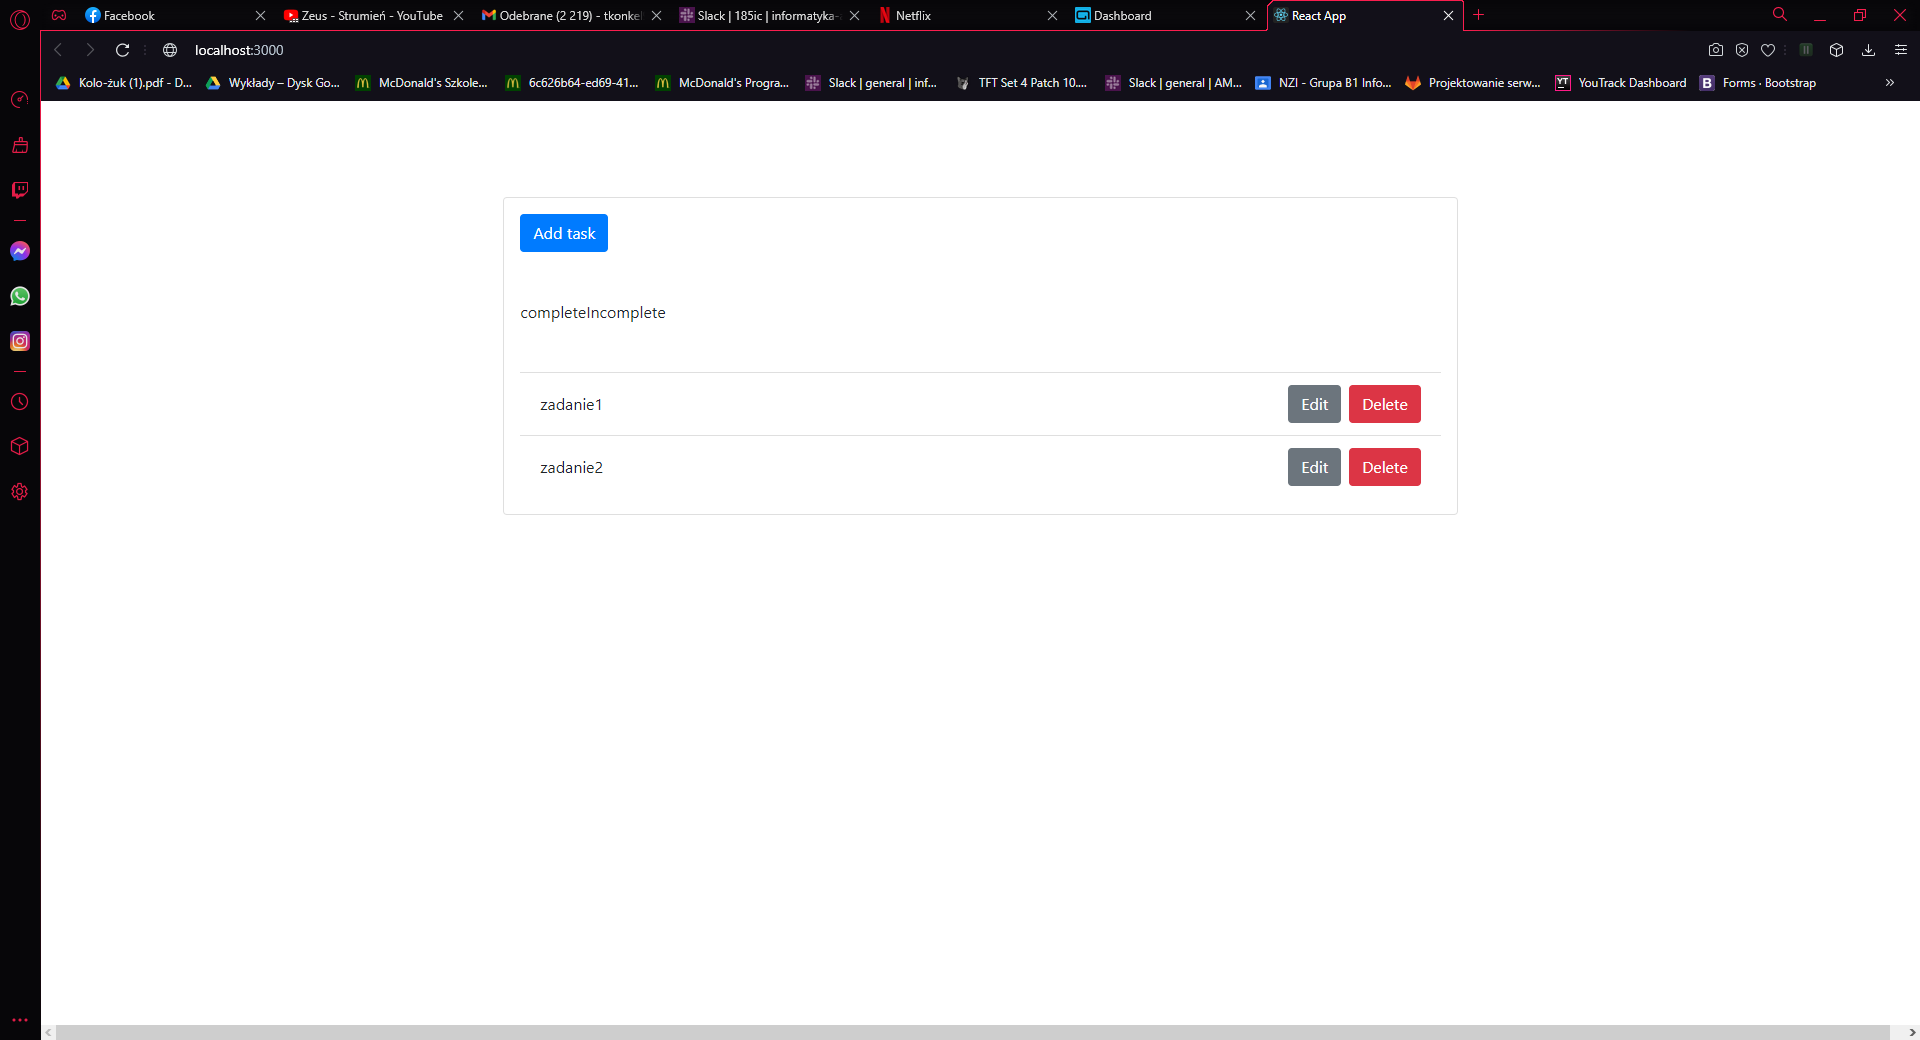 Facebook
Zeus - Strumień - YouTube
Odebrane (2 219) - tkonkel
Slack | 185ic | informatyka-
Netflix
Dashboard
React App
localhost:3000
Kolo-żuk (1).pdf - D...
Wykłady – Dysk Go...
McDonald's Szkole...
6c626b64-ed69-41...
McDonald's Progra...
Slack | general | inf...
TFT Set 4 Patch 10....
Slack | general | AM...
NZI - Grupa B1 Info...
Projektowanie serw...
YT YouTrack Dashboard
B Forms · Bootstrap
Add task
completeIncomplete
zadanie1 Edit Delete
zadanie2 Edit Delete